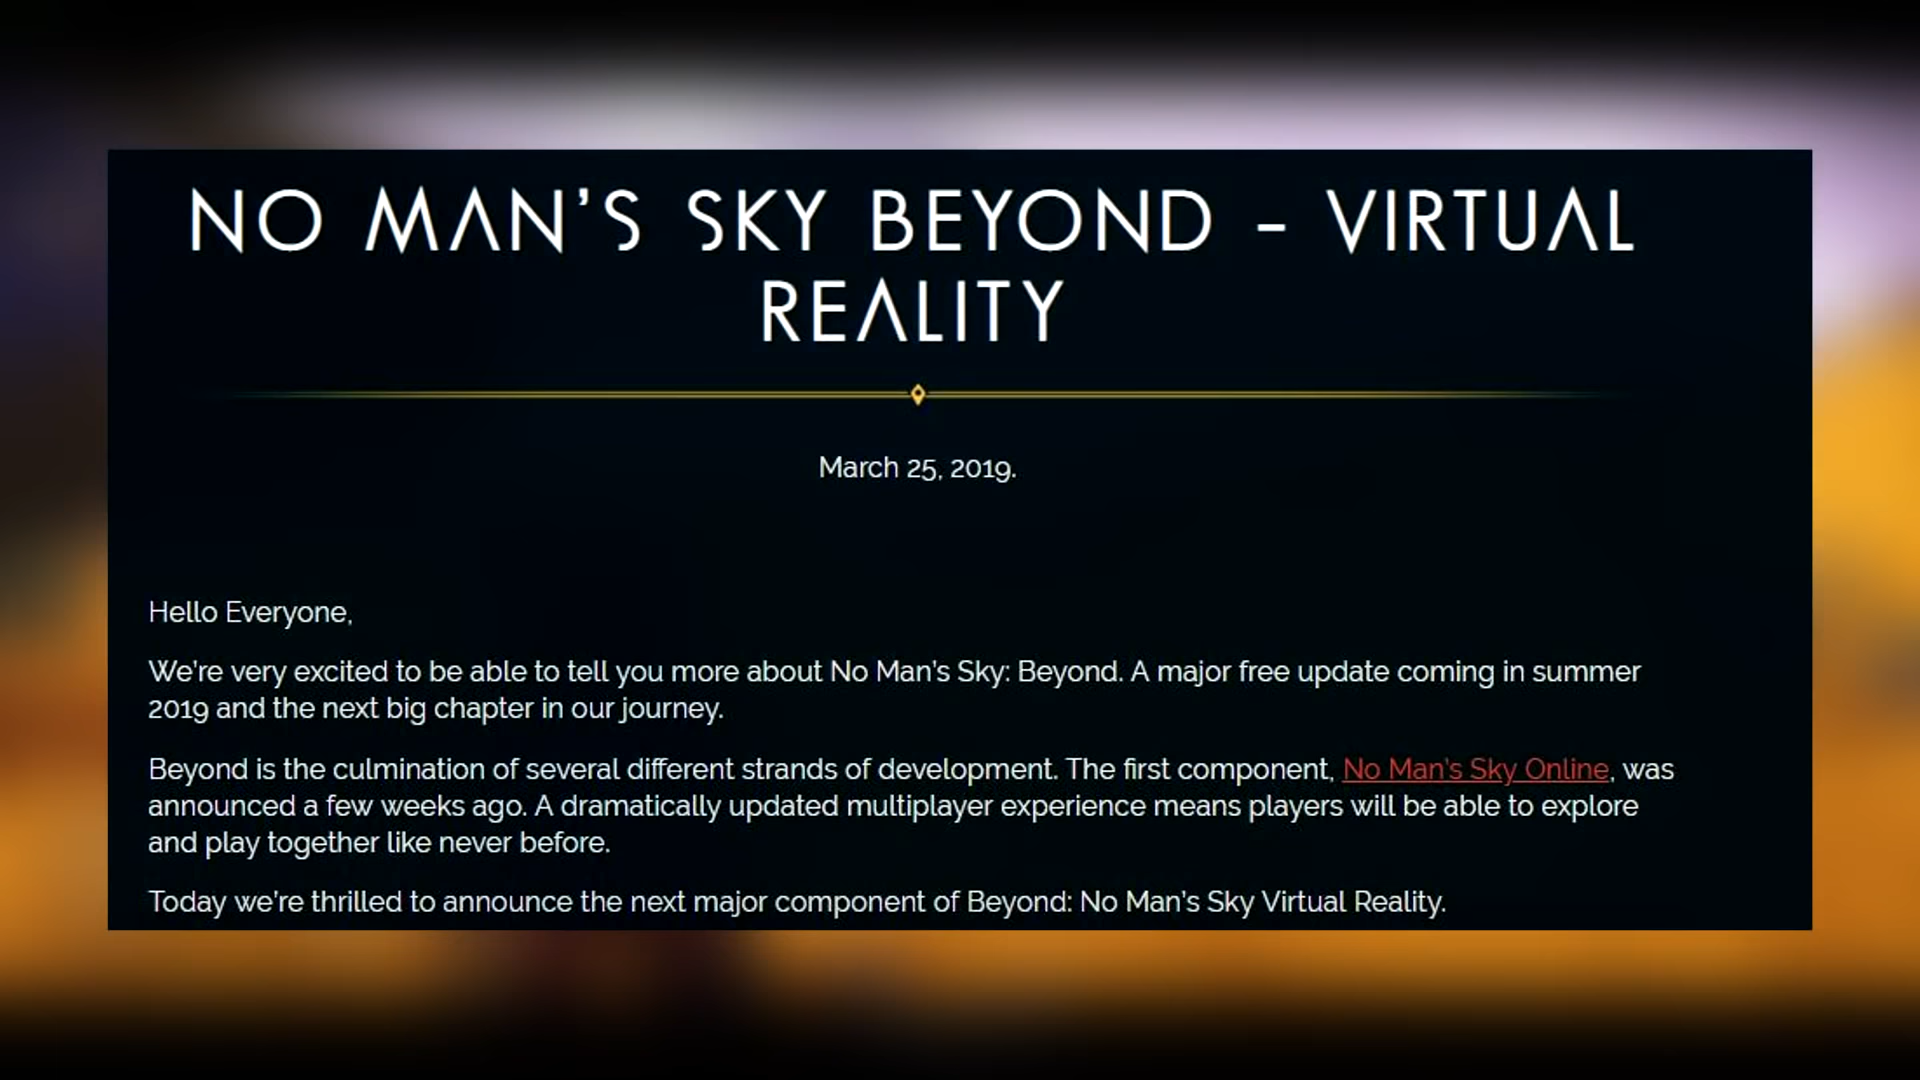 NO MAN'S SKY BEYOND – VIRTUAL
REALITY
March 25, 2019.
Hello Everyone,
We're very excited to be able to tell you more about No Man's Sky: Beyond. A major free update coming in summer
2019 and the next big chapter in our journey.
Beyond is the culmination of several different strands of development. The first component, No Man's Sky Online, was
announced a few weeks ago. A dramatically updated multiplayer experience means players will be able to explore
and play together like never before.
Today we're thrilled to announce the next major component of Beyond: No Man's Sky Virtual Reality.